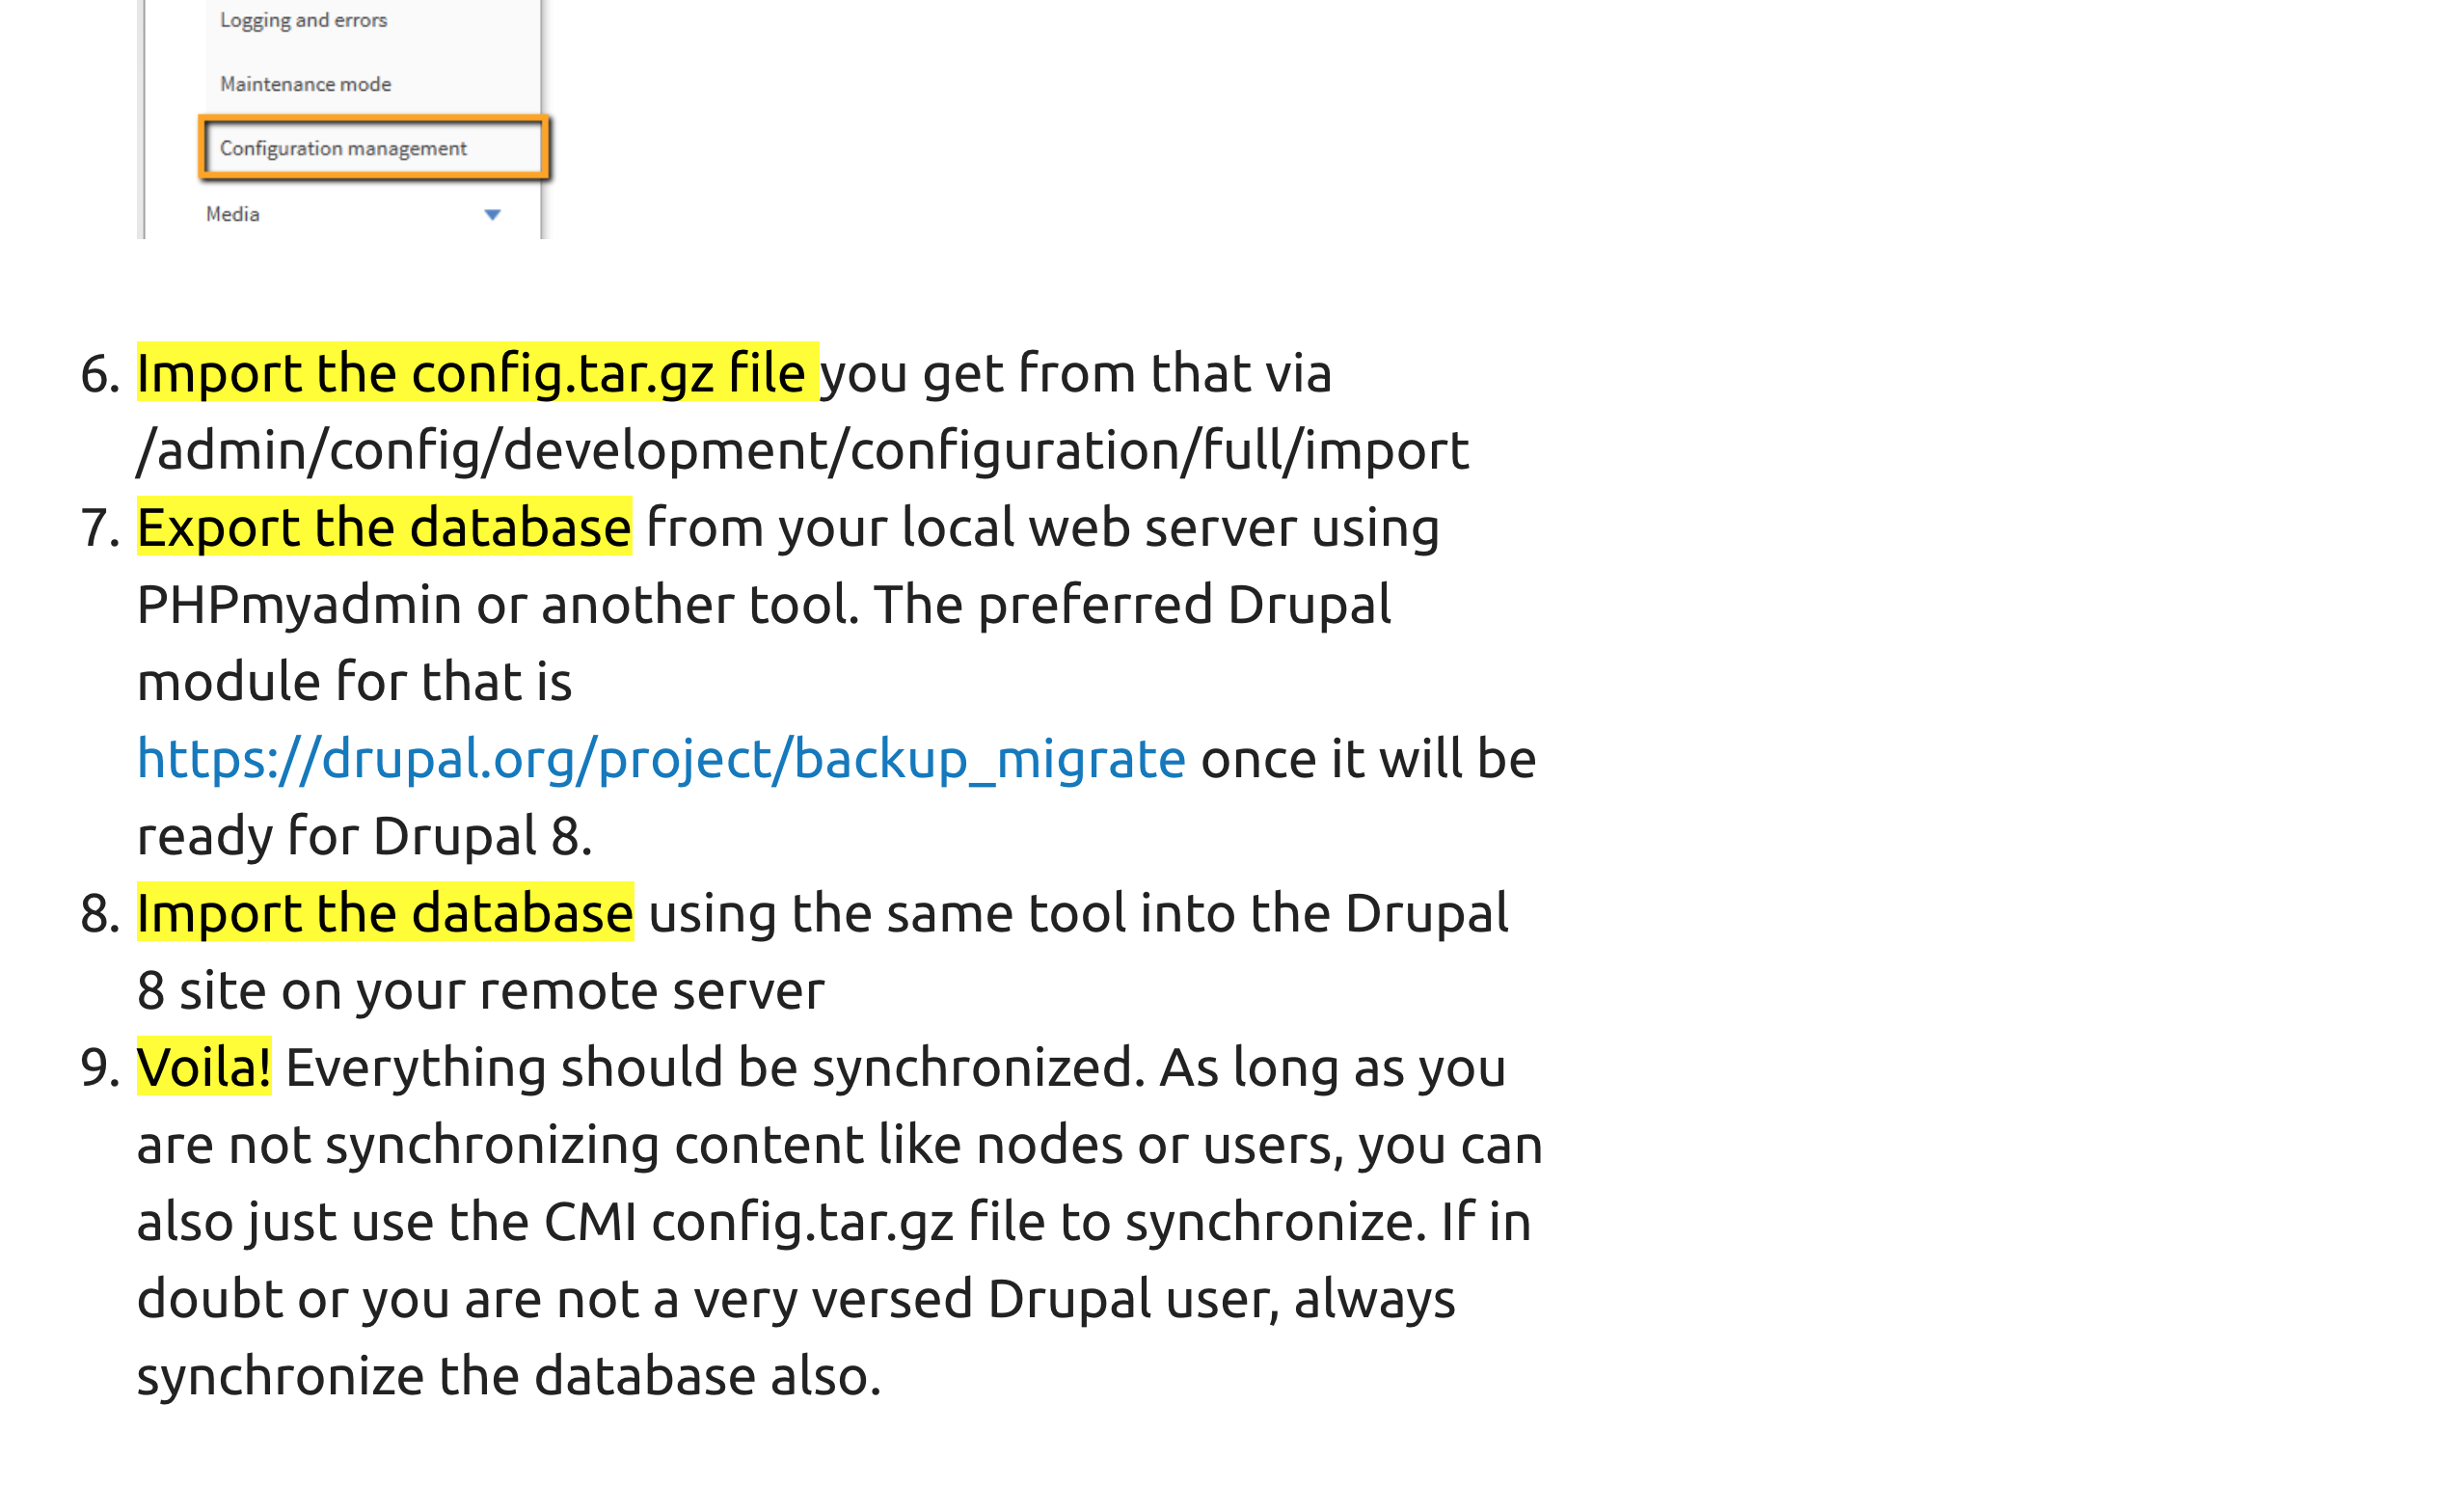 Logging and errors
Maintenance mode
Configuration management
Media
6. Import the config.tar.gz file you get from that via
/admin/config/development/configuration/full/import
7. Export the database from your local web server using
PHPmyadmin or another tool. The preferred Drupal
module for that is
https://drupal.org/project/backup_migrate once it will be
ready for Drupal 8.
8. Import the database using the same tool into the Drupal
8 site on your remote server
9. Voila! Everything should be synchronized. As long as you
are not synchronizing content like nodes or users, you can
also just use the CMI config.tar.gz file to synchronize. If in
doubt or you are not a very versed Drupal user, always
synchronize the database also.